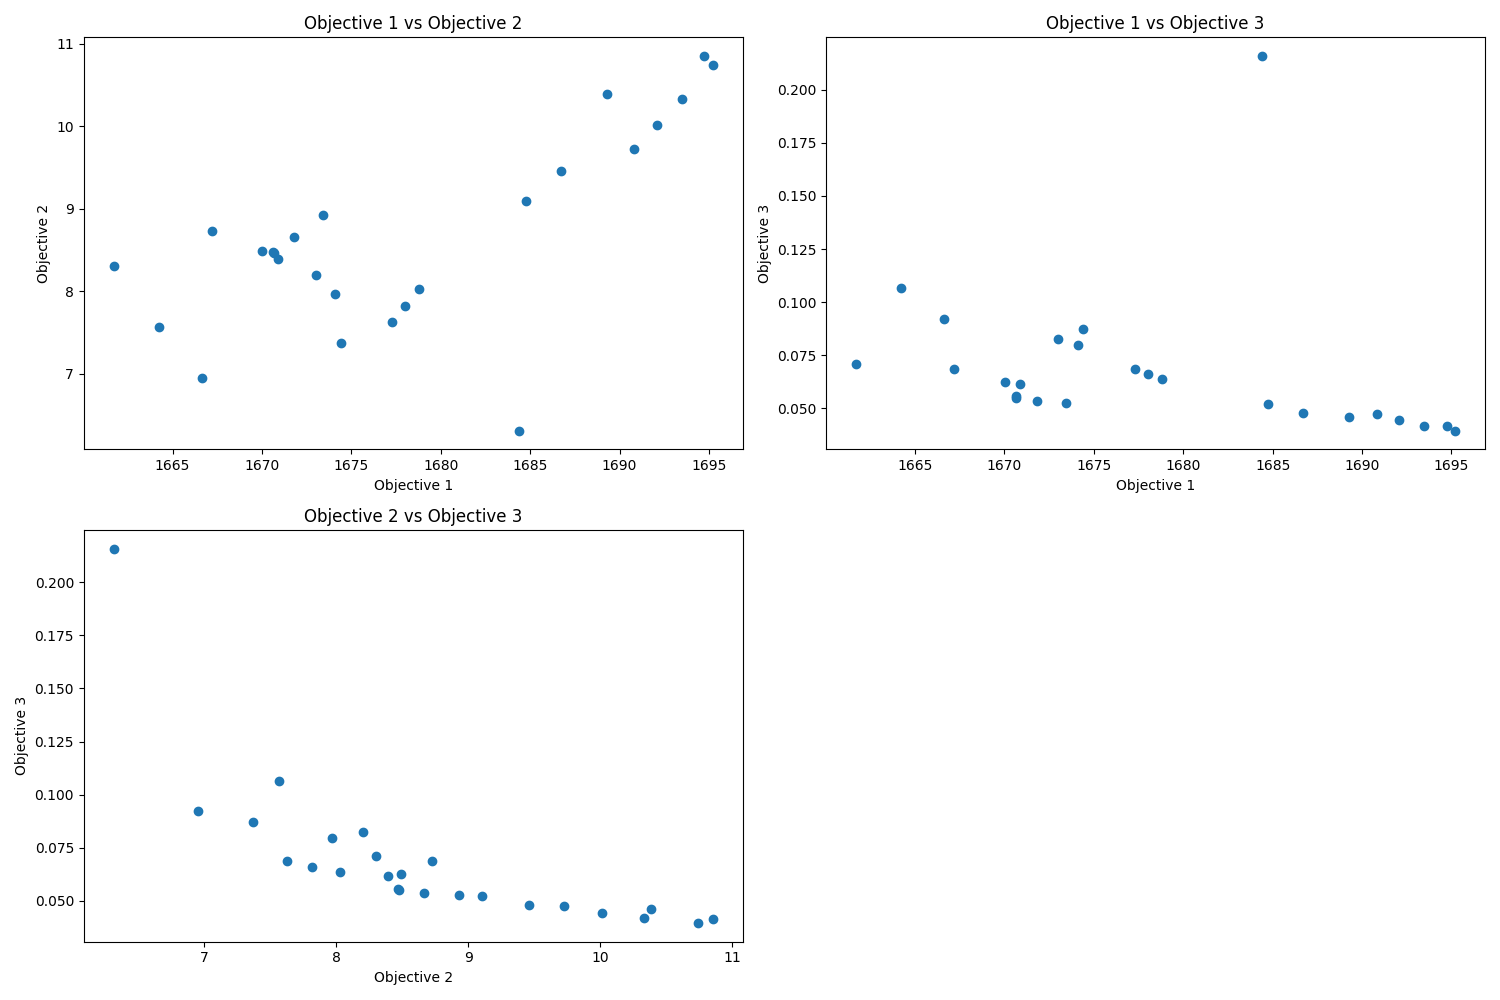 Objective 1 vs Objective 2
11
10
9
8
7
Objective 2
1665 1670 1675 1680 1685 1690 1695
Objective 1
Objective 1 vs Objective 3
0.200
0.175
0.150
0.125
0.100
0.075
0.050
Objective 3
1665 1670 1675 1680 1685 1690 1695
Objective 1
Objective 2 vs Objective 3
0.200
0.175
0.150
0.125
0.100
0.075
0.050
Objective 3
7 8 9 10 11
Objective 2